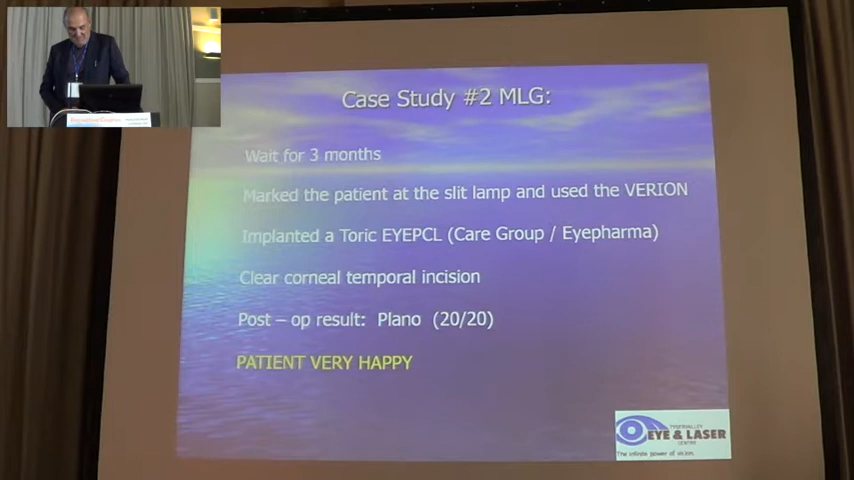 Case Study #2 MLG:
Wait for 3 months
Marked the patient at the slit lamp and used the VERION
Implanted a Toric EYEPCL (Care Group / Eyepharma)
Clear corneal temporal incision
Post – op result: Plano (20/20)
PATIENT VERY HAPPY
TYGERVALLEY
EYE & LASER
CENTRE
The infinite power of vision.